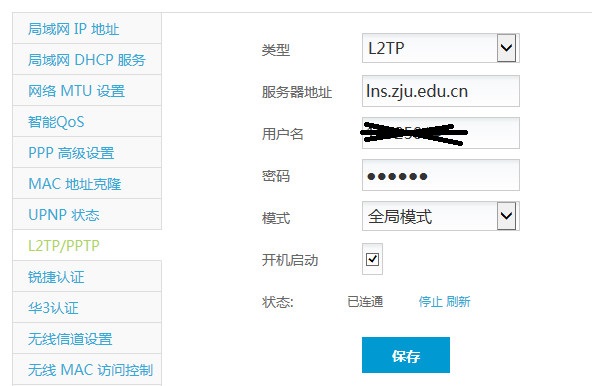 局域网 IP 地址
局域网 DHCP 服务
网络 MTU 设置
智能QoS
PPP 高级设置
MAC 地址克隆
UPNP 状态
L2TP/PPTP
锐捷认证
华3认证
无线信道设置
无线 MAC 访问控制
类型 L2TP
服务器地址 lns.zju.edu.cn
用户名
密码 ●●●●●●
模式 全局模式
开机启动
状态: 已连通 停止 刷新
保存